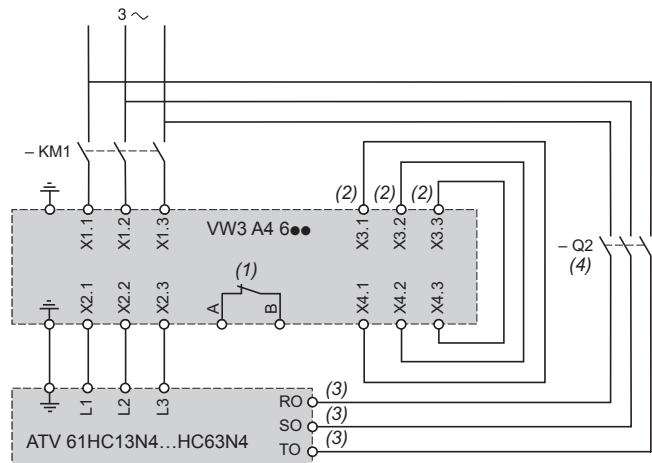 3 ~
– KM1
(2) (2) (2)
X1.1 X1.2 X1.3 VW3 A4 6●● X3.1 X3.2 X3.3
– Q2
(4)
(1)
X2.1 X2.2 X2.3 A B X4.1 X4.2 X4.3
L1 L2 L3
RO (3)
SO (3)
TO (3)
ATV 61HC13N4...HC63N4